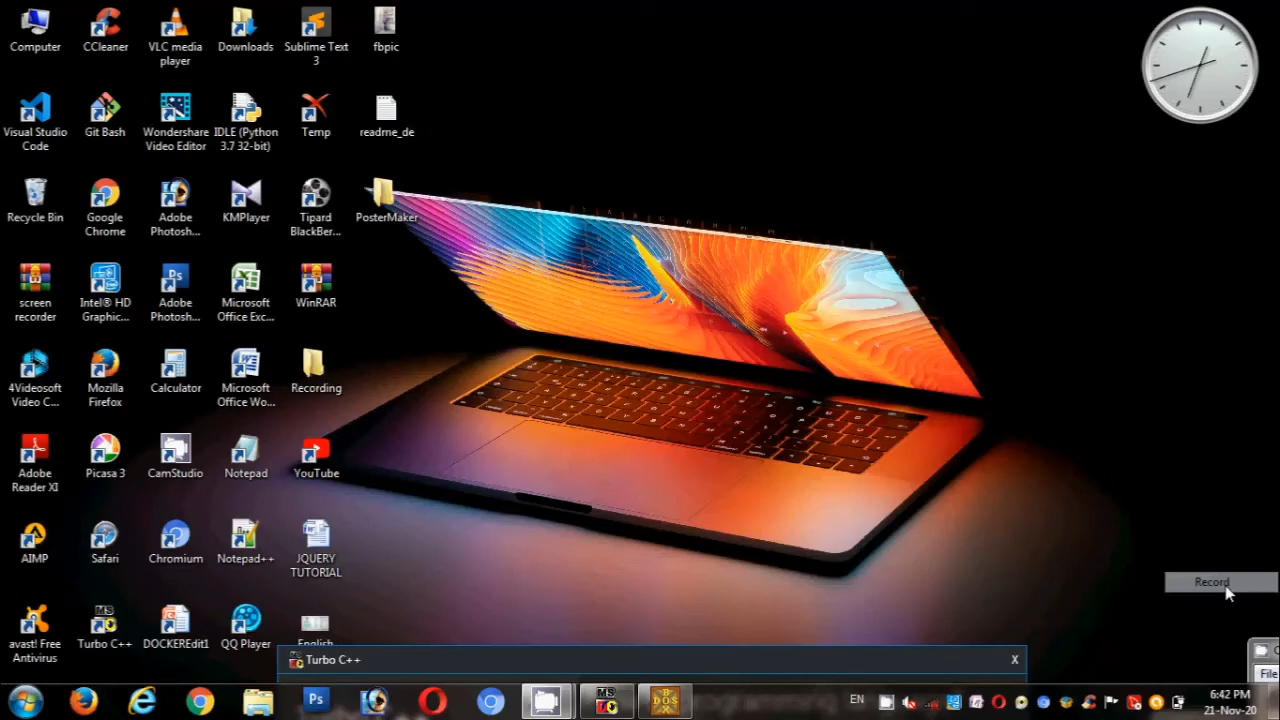 Computer
CCleaner
VLC media
player
Downloads
Sublime Text
3
fbpic
Visual Studio
Code
Git Bash
Wondershare
Video Editor
IDLE (Python
3.7 32-bit)
Temp
readme_de
Recycle Bin
Google
Chrome
Adobe
Photosh...
KMPlayer
Tipard
BlackBer...
PosterMaker
screen
recorder
Intel® HD
Graphic...
Adobe
Photosh...
Microsoft
Office Exc...
WinRAR
4Videosoft
Video C...
Mozilla
Firefox
Calculator
Microsoft
Office Wo...
Recording
Adobe
Reader XI
Picasa 3
CamStudio
Notepad
YouTube
AIMP
Safari
Chromium
Notepad++
JQUERY
TUTORIAL
Record
avast! Free
Antivirus
Turbo C++
DOCKEREdit1
QQ Player
English
Turbo C++
X
File
EN
6:42 PM
21-Nov-20